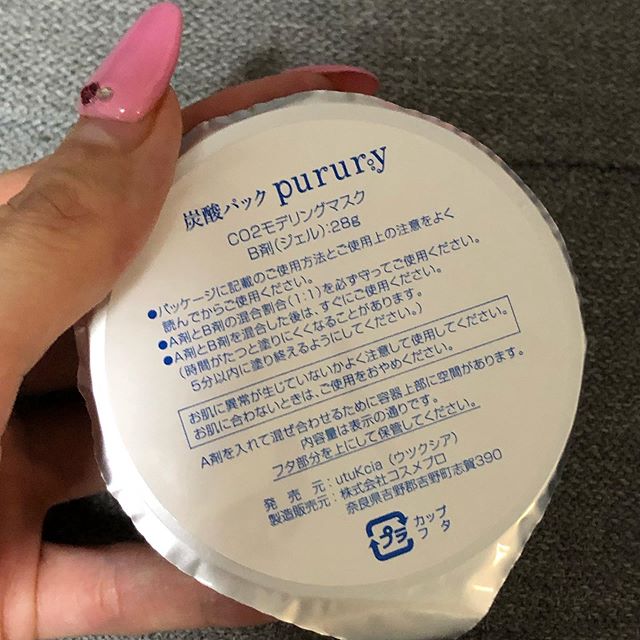 炭酸パック purury
CO2モデリングマスク
B剤(ジェル):28g
●パッケージに記載のご使用方法とご使用上の注意をよく
読んでからご使用ください。
●A剤とB剤の混合割合(1:1)を必ず守ってご使用ください。
●A剤とB剤を混合した後は、すぐにご使用ください。
(時間がたつと塗りにくくなることがあります。
5分以内に塗り終えるようにしてください。)
お肌に異常が生じていないかよく注意して使用してください。
お肌に合わないときは、ご使用をおやめください。
A剤を入れて混ぜ合わせるために容器上部に空間があります。
内容量は表示の通りです。
フタ部分を上にして保管してください。
発売元:utuKcia(ウツクシア)
製造販売元:株式会社コスメプロ
奈良県吉野郡吉野町志賀390
プラ
カップ
フタ